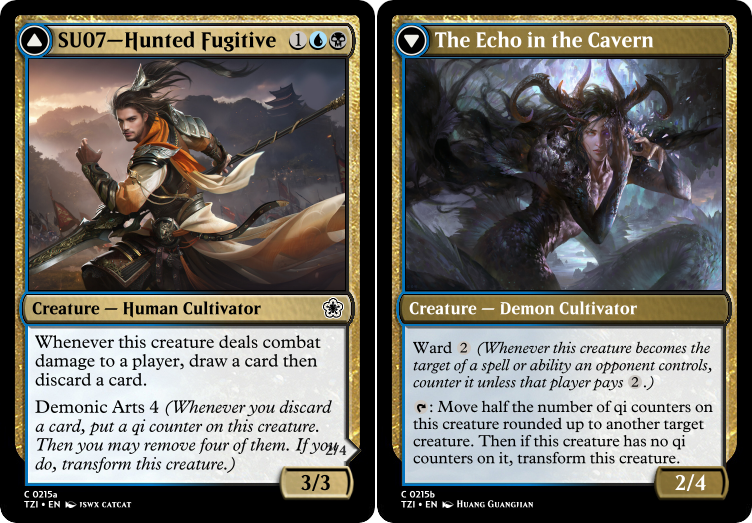 SU07—Hunted Fugitive 1
Creature — Human Cultivator
Whenever this creature deals combat
damage to a player, draw a card then
discard a card.
Demonic Arts 4 (Whenever you discard
a card, put a qi counter on this creature.
Then you may remove four of them. If you
do, transform this creature.)
2/4
3/3
C 0215a
TZI • EN JSWX CATCAT
The Echo in the Cavern
Creature — Demon Cultivator
Ward 2 (Whenever this creature becomes the
target of a spell or ability an opponent controls,
counter it unless that player pays 2.)
: Move half the number of qi counters on
this creature rounded up to another target
creature. Then if this creature has no qi
counters on it, transform this creature.
2/4
C 0215b
TZI • EN HUANG GUANGJIAN